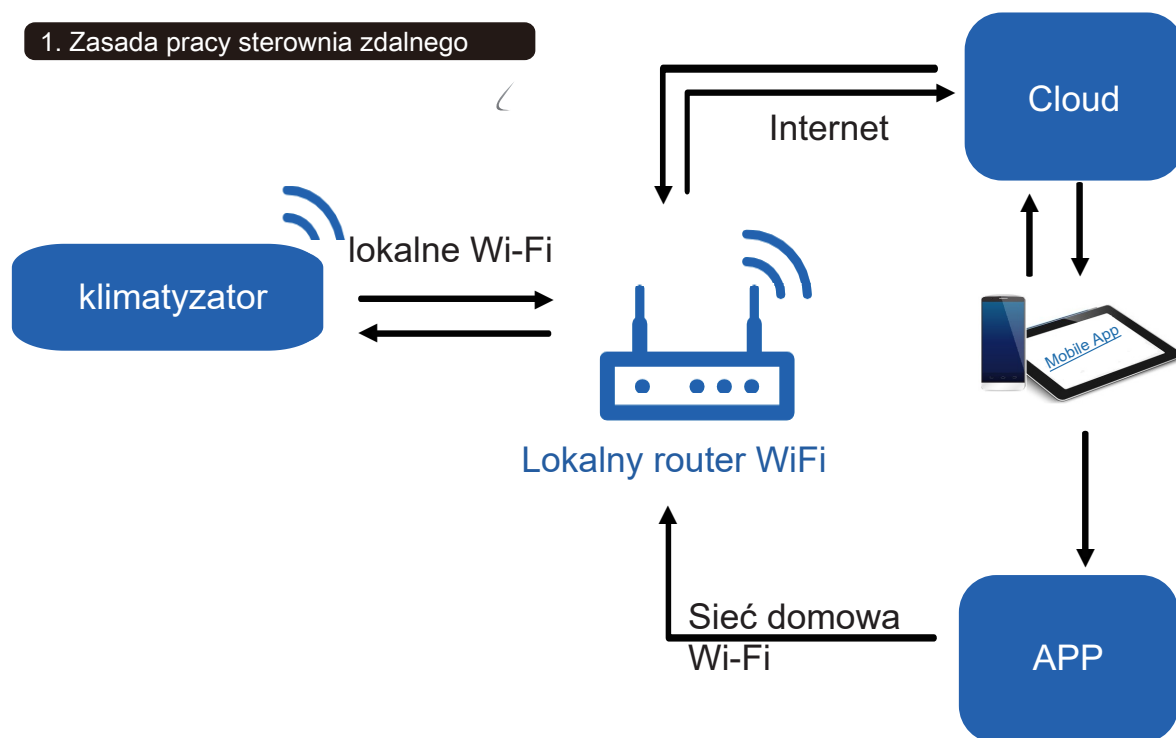 1. Zasada pracy sterownia zdalnego
Cloud
Internet
lokalne Wi-Fi
klimatyzator
Mobile App
Lokalny router WiFi
Sieć domowa
Wi-Fi
APP